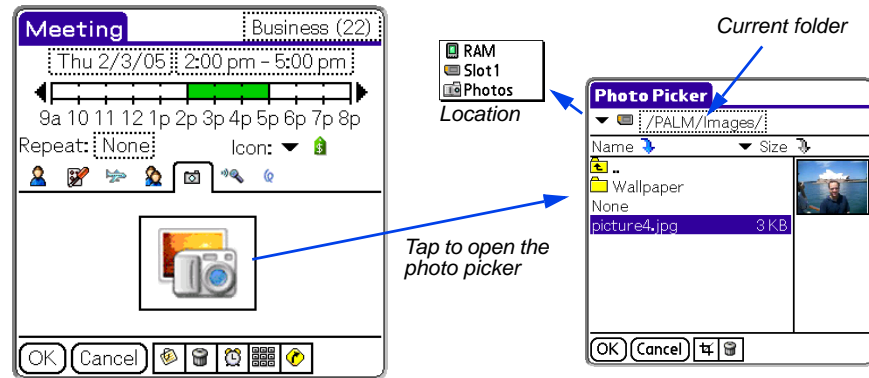 Meeting
Business (22)
Thu 2/3/05
2:00 pm - 5:00 pm
9a 10 11 12 1p 2p 3p 4p 5p 6p 7p 8p
Repeat: None
Icon:
OK
Cancel
RAM
Slot1
Photos
Location
Tap to open the
photo picker
Current folder
Photo Picker
/PALM/Images/
Name
Size
..
Wallpaper
None
picture4.jpg 3 KB
OK
Cancel